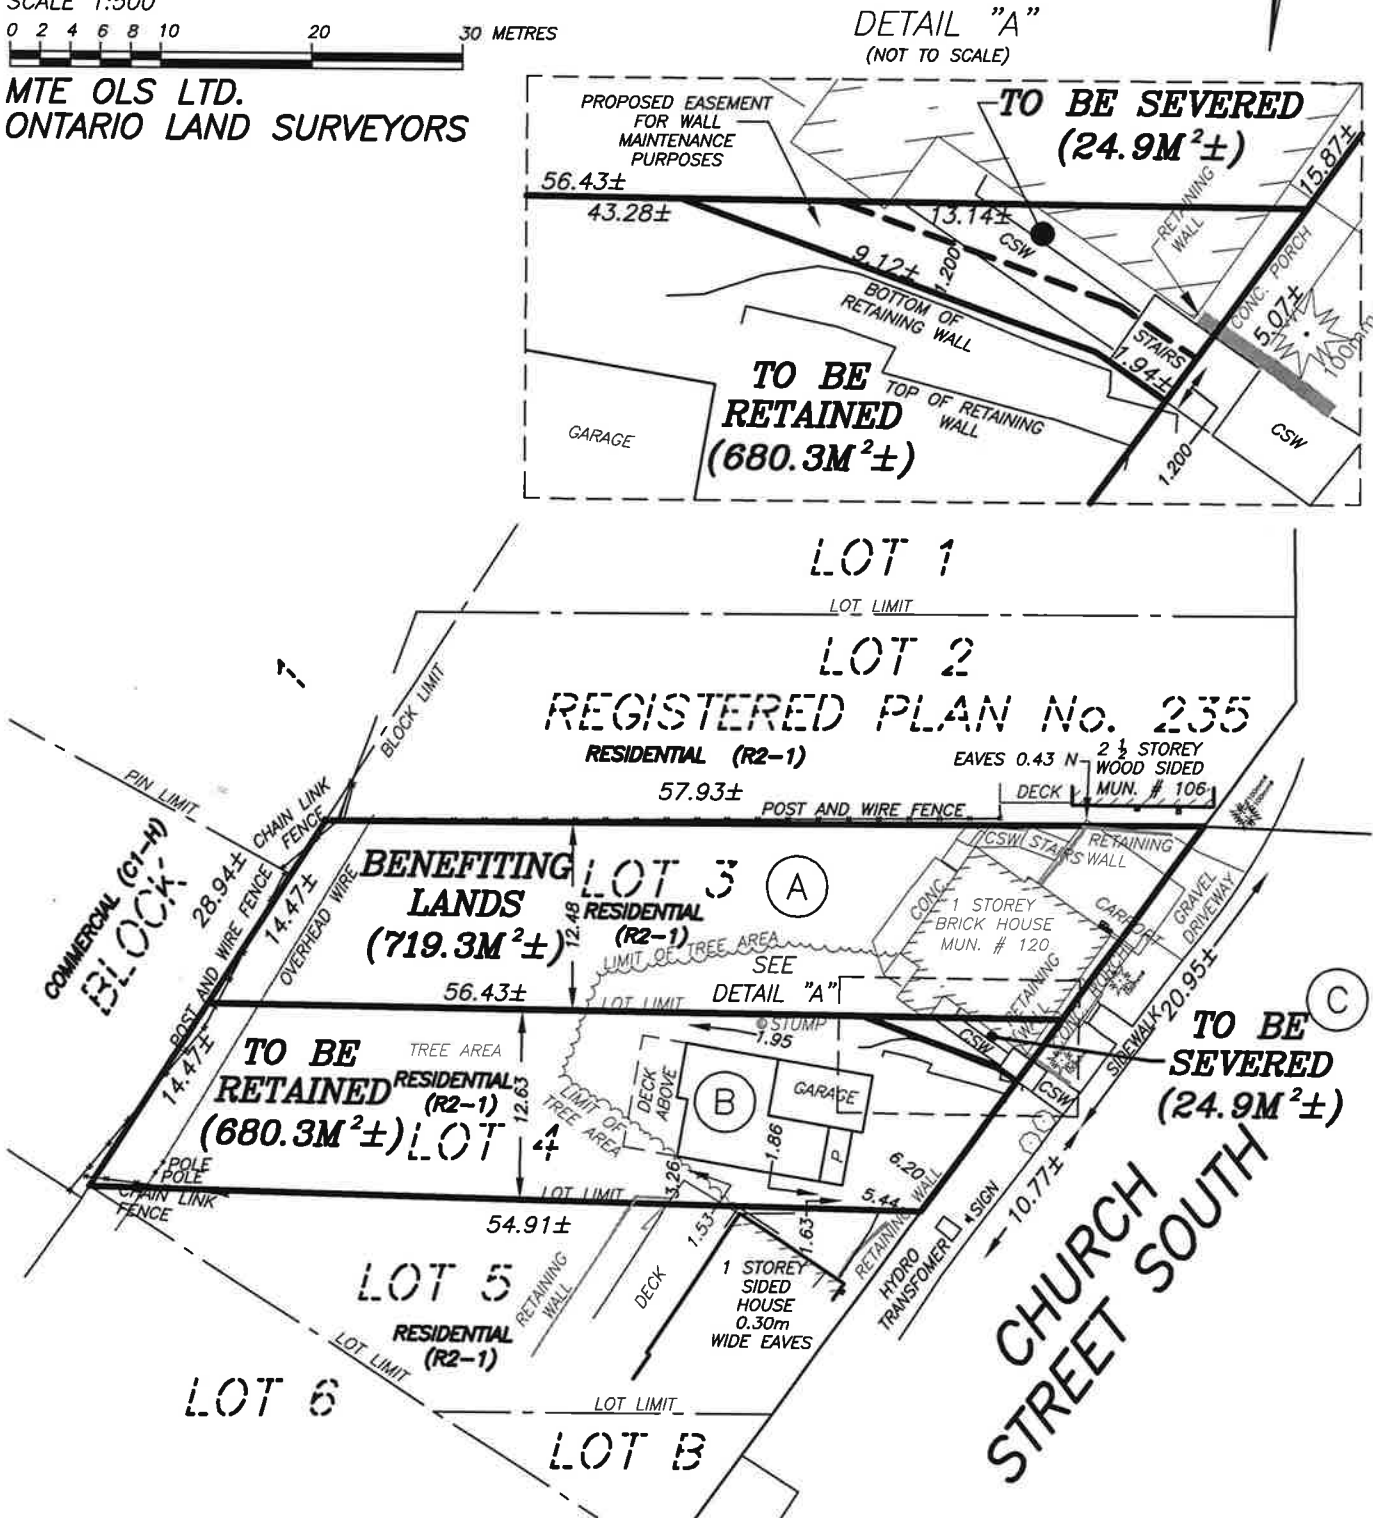 SCALE 1:500
0 2 4 6 8 10 20 30 METRES
MTE OLS LTD.
ONTARIO LAND SURVEYORS
DETAIL "A"
(NOT TO SCALE)
PROPOSED EASEMENT
FOR WALL
MAINTENANCE
PURPOSES
TO BE SEVERED
(24.9M²±)
56.43±
43.28±
13.14±
15.87±
CSW
RETAINING
WALL
9.12±
1.200
CONC. PORCH
5.07±
100mm
BOTTOM OF
RETAINING WALL
STAIRS
1.94±
TO BE
RETAINED
(680.3M²±)
TOP OF RETAINING
WALL
GARAGE
CSW
1.200
LOT 1
LOT LIMIT
LOT 2
REGISTERED PLAN No. 235
RESIDENTIAL (R2-1)
EAVES 0.43 N
2 ½ STOREY
WOOD SIDED
MUN. # 106
57.93±
POST AND WIRE FENCE
DECK
1
BLOCK LIMIT
PIN LIMIT
CHAIN LINK
FENCE
COMMERCIAL (C1-H)
BLOCK
28.94±
POST AND WIRE FENCE
14.47±
OVERHEAD WIRE
BENEFITING
LANDS
(719.3M²±)
12.48
LOT 3
RESIDENTIAL
(R2-1)
A
CSW
STAIRS
RETAINING
WALL
CONC.
1 STOREY
BRICK HOUSE
MUN. # 120
CARPORT
GRAVEL
DRIVEWAY
LIMIT OF TREE AREA
SEE
DETAIL "A"
56.43±
LOT LIMIT
RETAINING
WALL
CONC. PORCH
SIDEWALK
20.95±
C
TO BE
SEVERED
(24.9M²±)
14.47±
TO BE
RETAINED
(680.3M²±)
TREE AREA
RESIDENTIAL
(R2-1)
LOT 4
12.63
STUMP
1.95
DECK
ABOVE
B
GARAGE
CSW
CSW
LIMIT OF
TREE AREA
1.86
P
6.20
5.44
POLE
POLE
CHAIN LINK
FENCE
LOT LIMIT
54.91±
3.26
1.53
1.63
RETAINING WALL
HYDRO
TRANSFOMER
SIGN
10.77±
CHURCH
STREET SOUTH
LOT 5
RESIDENTIAL
(R2-1)
RETAINING
WALL
DECK
1 STOREY
SIDED
HOUSE
0.30m
WIDE EAVES
LOT LIMIT
LOT 6
LOT LIMIT
LOT B